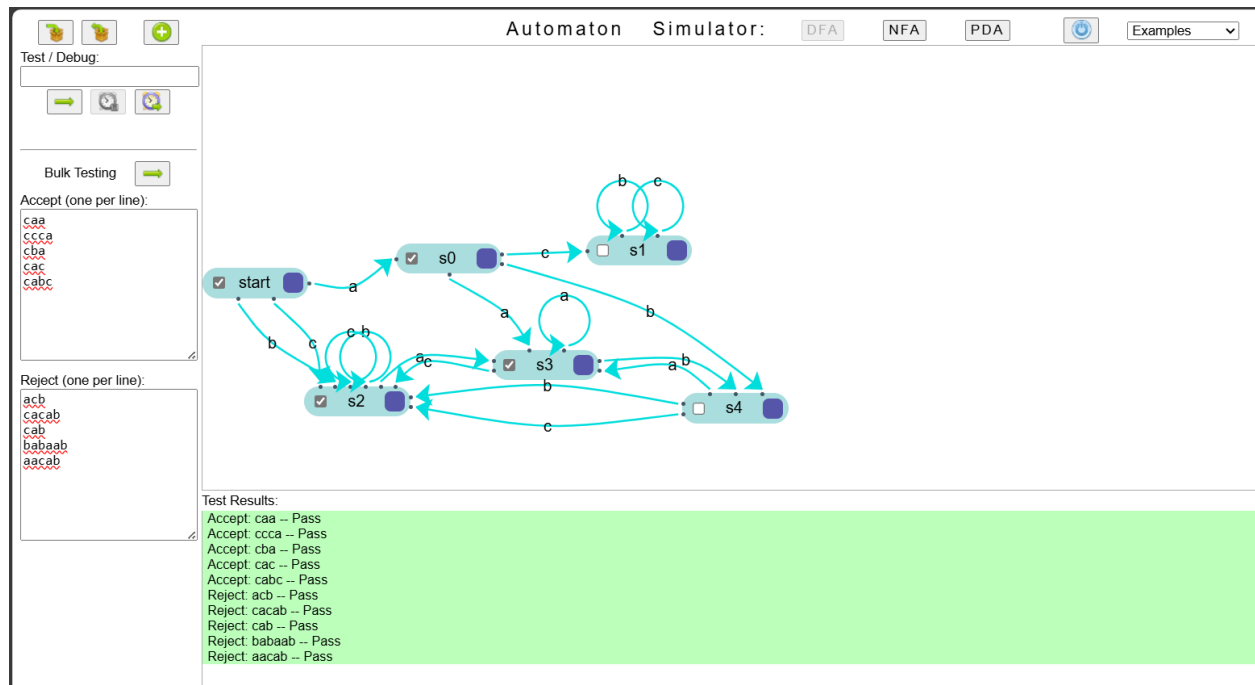 Automaton Simulator: DFA NFA PDA Examples
Test / Debug:
Bulk Testing
Accept (one per line):
caa
ccca
cba
cac
cabc
Reject (one per line):
acb
cacab
cab
babaab
aacab
b c
s0 c s1
start a
a a b
b c c b
s3
a c b a
s2 b s4
c
Test Results:
Accept: caa -- Pass
Accept: ccca -- Pass
Accept: cba -- Pass
Accept: cac -- Pass
Accept: cabc -- Pass
Reject: acb -- Pass
Reject: cacab -- Pass
Reject: cab -- Pass
Reject: babaab -- Pass
Reject: aacab -- Pass